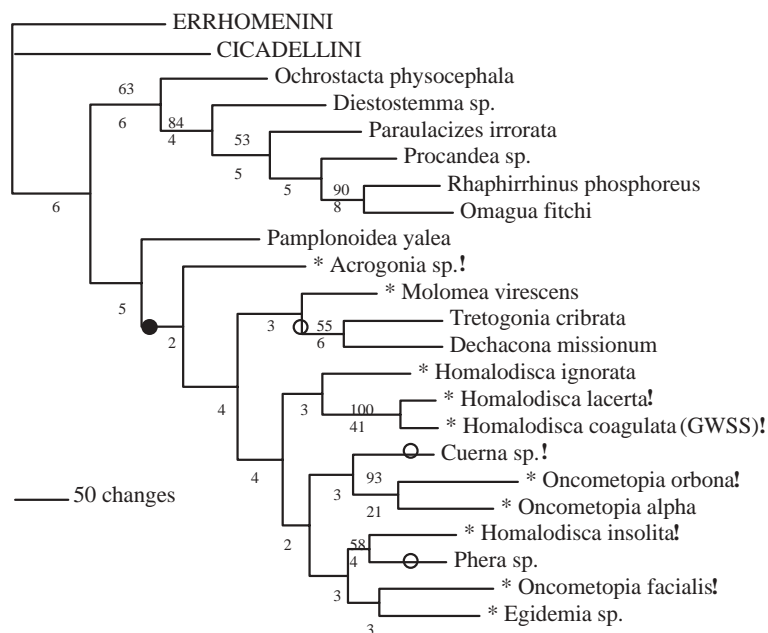 ERRHOMENINI
CICADELLINI
Ochrostacta physocephala
63
6
Diestostemma sp.
84
4
Paraulacizes irrorata
53
5
Procandea sp.
5
Rhaphirrhinus phosphoreus
90
8
Omagua fitchi
6
Pamplonoidea yalea
* Acrogonia sp.!
5
2
* Molomea virescens
3
Tretogonia cribrata
55
6
Dechacona missionum
* Homalodisca ignorata
4
3
* Homalodisca lacerta!
100
41
* Homalodisca coagulata (GWSS)!
Cuerna sp.!
4
3
93
* Oncometopia orbona!
21
* Oncometopia alpha
50 changes
* Homalodisca insolita!
2
58
4
Phera sp.
* Oncometopia facialis!
3
* Egidemia sp.
3